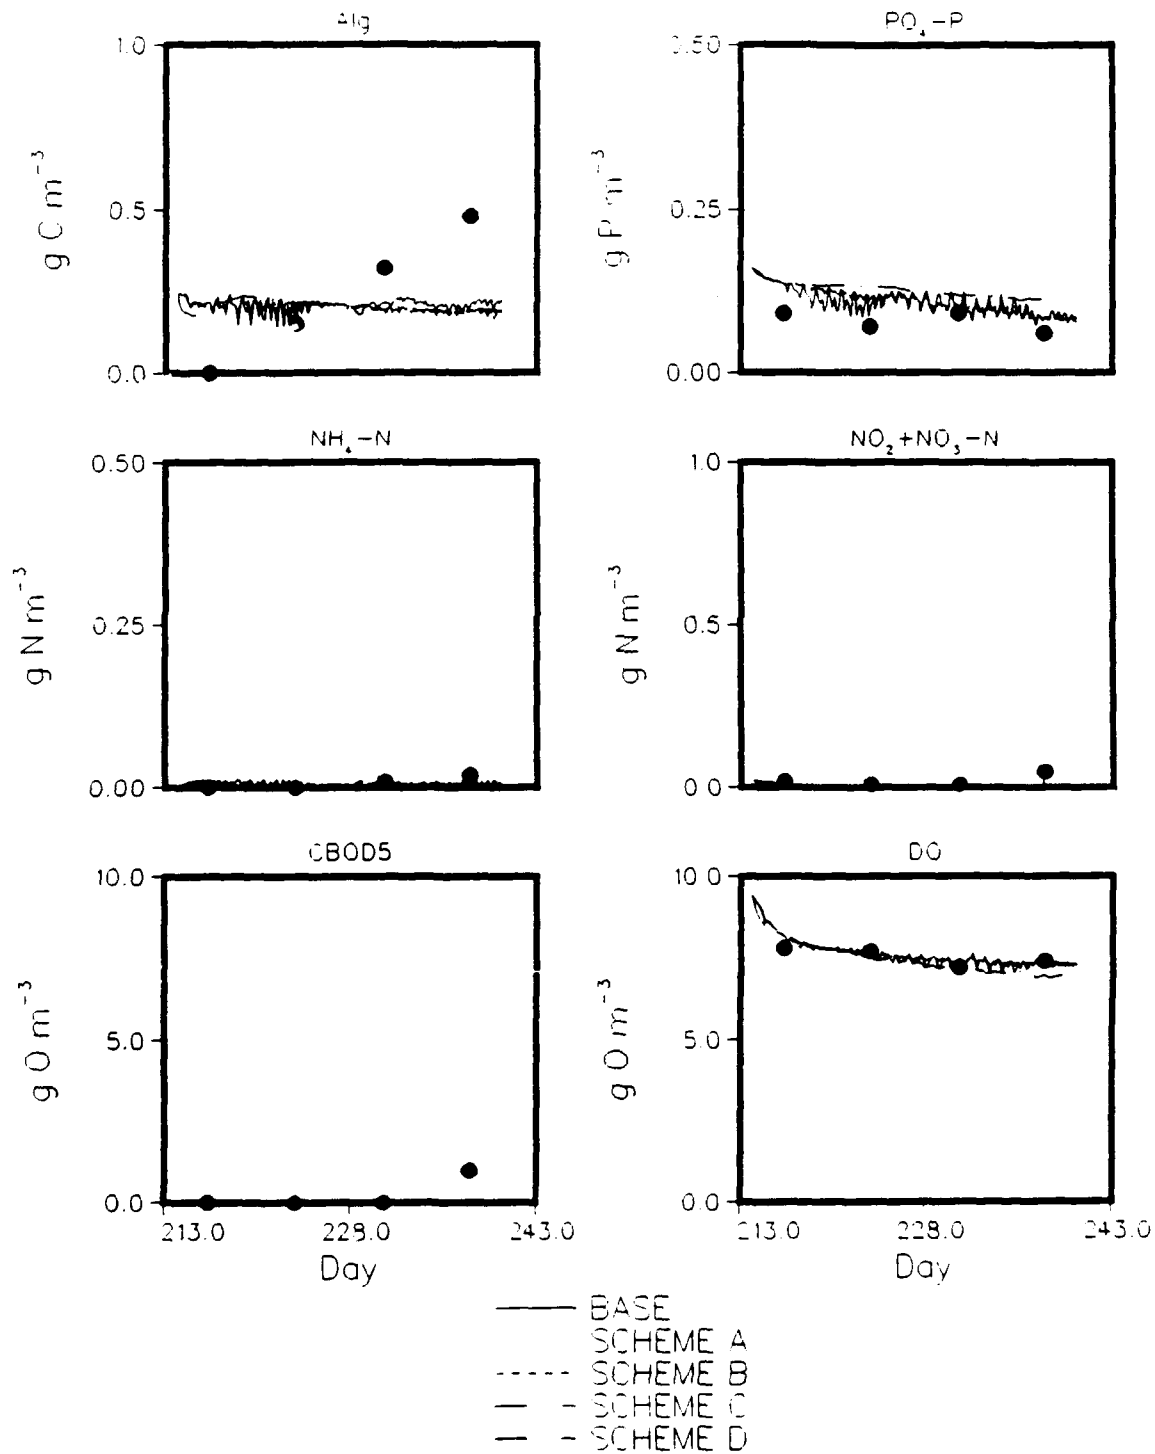 Alg
PO₄-P
1.0
0.5
0.0
g C m⁻³
0.50
0.25
0.00
g P m⁻³
NH₄-N
NO₂+NO₃-N
0.50
0.25
0.00
g N m⁻³
1.0
0.5
0.0
g N m⁻³
CBOD5
DO
10.0
5.0
0.0
g O m⁻³
213.0 228.0 243.0
Day
10.0
5.0
0.0
g O m⁻³
213.0 228.0 243.0
Day
BASE
SCHEME A
SCHEME B
SCHEME C
SCHEME D